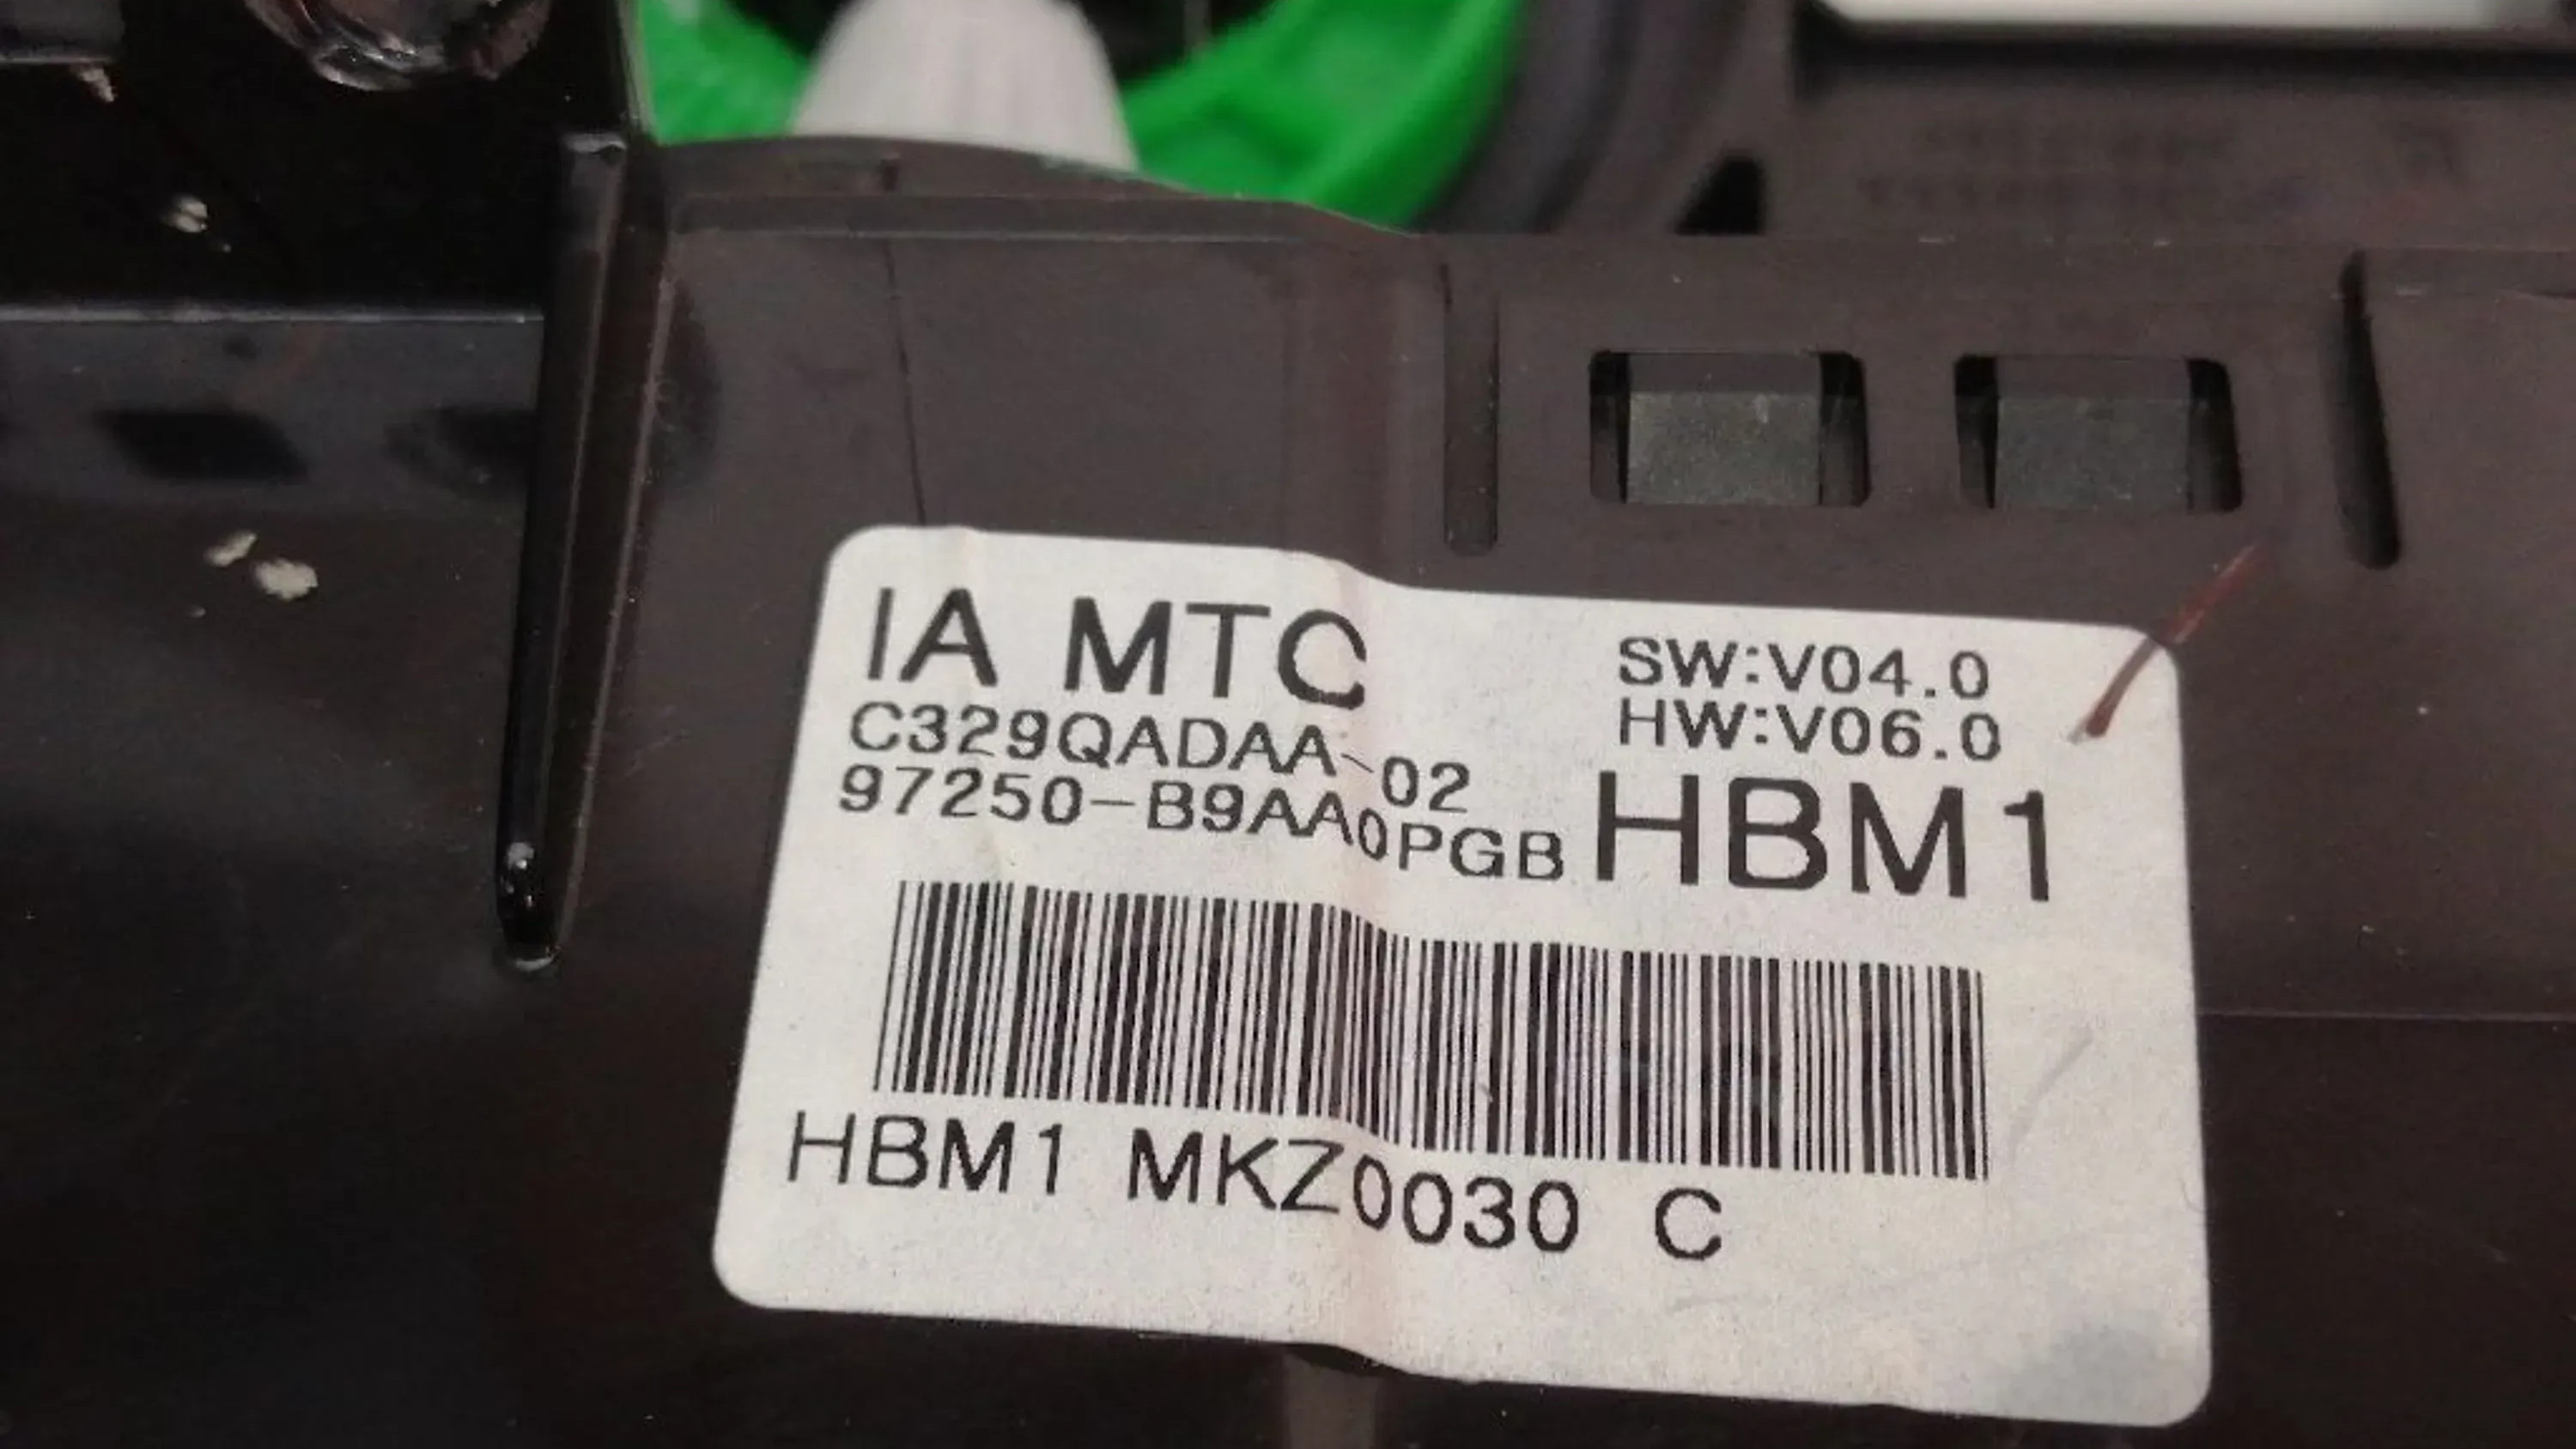 IA MTC
SW:V04.0
C329QADAA-02
HW:V06.0
97250-B9AA0PGB
HBM1
HBM1 MKZ0030 C